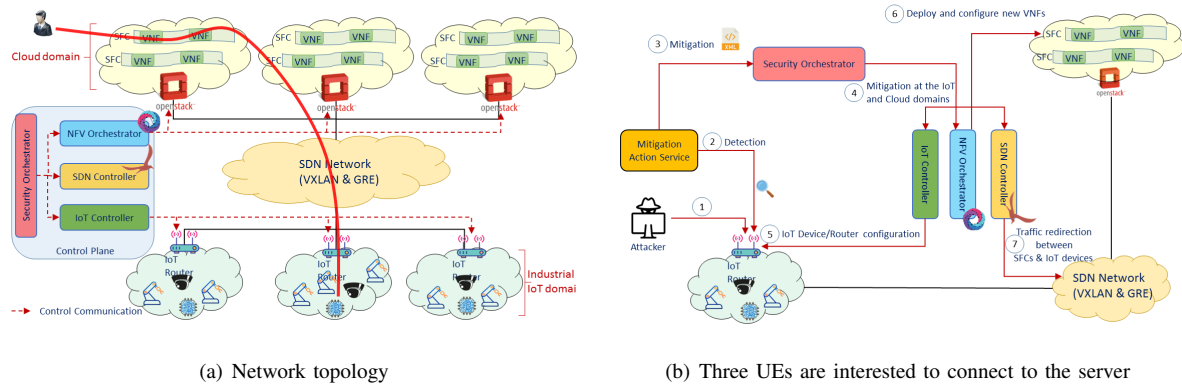 SFC
VNF
VNF
SFC
VNF
VNF
SFC
VNF
VNF
Cloud domain
SFC
VNF
VNF
SFC
VNF
VNF
SFC
VNF
VNF
openstack
openstack
openstack
Security Orchestrator
NFV Orchestrator
SDN Controller
IoT Controller
Control Plane
SDN Network
(VXLAN & GRE)
IoT
Router
IoT
Router
IoT
Router
Industrial
IoT domai
Control Communication
(a) Network topology
6
Deploy and configure new VNFs
SFC
VNF
VNF
SFC
VNF
VNF
openstack
3
Mitigation
XML
Security Orchestrator
4
Mitigation at the IoT
and Cloud domains
Mitigation
Action Service
2
Detection
IoT Controller
NFV Orchestrator
SDN Controller
1
Attacker
5
IoT Device/Router configuration
IoT
Router
Traffic redirection
7
between
SFCs & IoT devices
SDN Network
(VXLAN & GRE)
(b) Three UEs are interested to connect to the server